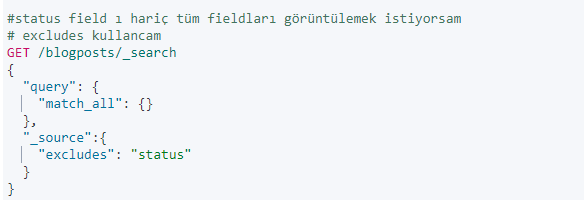 #status field ı hariç tüm fieldları görüntülemek istiyorsam
# excludes kullancam
GET /blogposts/_search
{
  "query": {
    "match_all": {}
  },
  "_source":{
    "excludes": "status"
  }
}